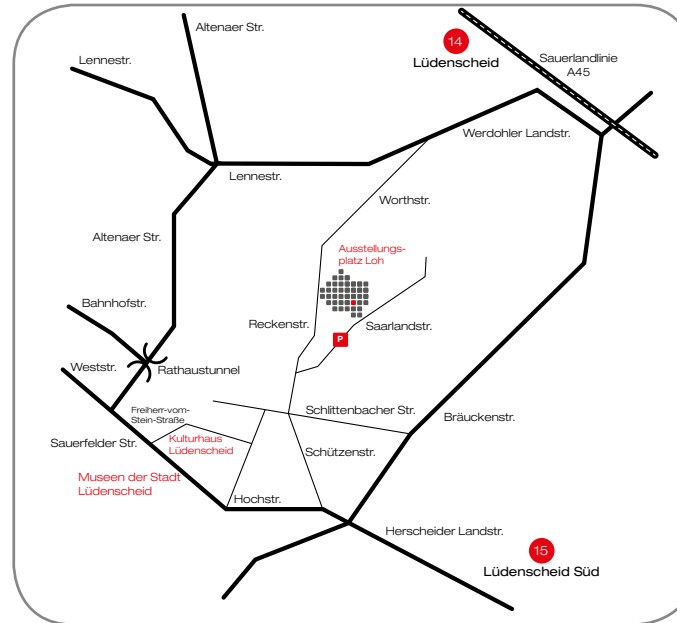 Altenaer Str.
14
Lüdenscheid
Sauerlandlinie
A45
Lennestr.
Werdohler Landstr.
Lennestr.
Worthstr.
Altenaer Str.
Ausstellungs-
platz Loh
Bahnhofstr.
Reckenstr.
Saarlandstr.
P
Weststr.
Rathaustunnel
Freiherr-vom-
Stein-Straße
Schlittenbacher Str.
Bräuckenstr.
Sauerfelder Str.
Kulturhaus
Lüdenscheid
Schützenstr.
Museen der Stadt
Lüdenscheid
Hochstr.
Herscheider Landstr.
15
Lüdenscheid Süd